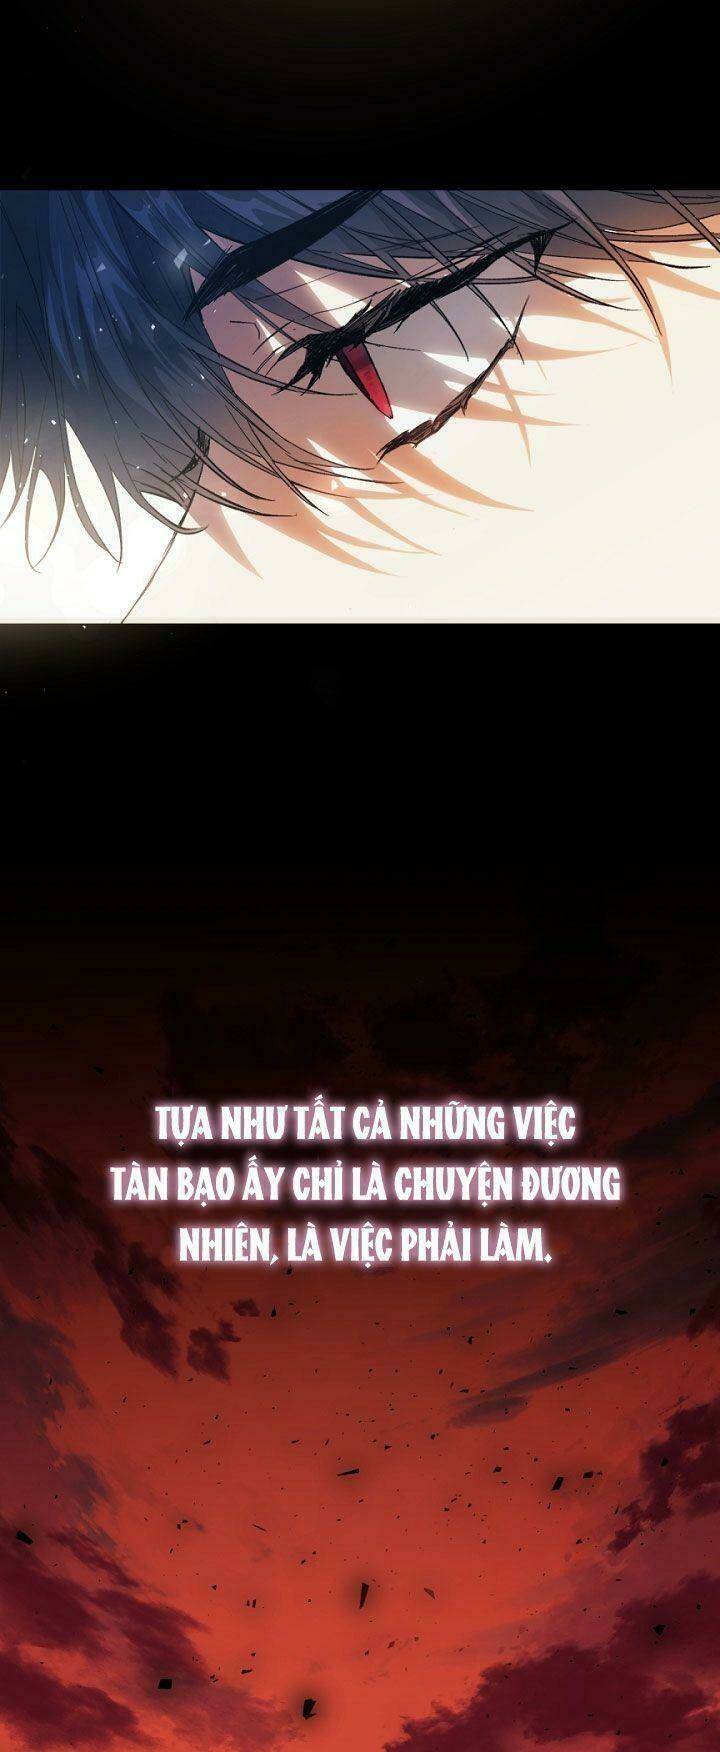 TỰA NHƯ TẤT CẢ NHỮNG VIỆC
TÀN BẠO ẤY CHỈ LÀ CHUYỆN ĐƯƠNG
NHIÊN, LÀ VIỆC PHẢI LÀM.